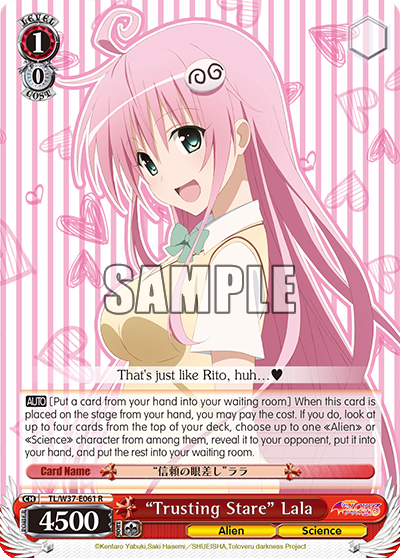 LEVEL
1
0
COST
SAMPLE
That's just like Rito, huh…♥
AUTO [Put a card from your hand into your waiting room] When this card is
placed on the stage from your hand, you may pay the cost. If you do, look at
up to four cards from the top of your deck, choose up to one «Alien» or
«Science» character from among them, reveal it to your opponent, put it into
your hand, and put the rest into your waiting room.
Card Name
“信頼の眼差し”ララ
CH TL/W37-E061 R
POWER 4500
“Trusting Stare” Lala
Alien Science
©Kentaro Yabuki,Saki Hasemi／SHUEISHA,Toloveru darkness Project